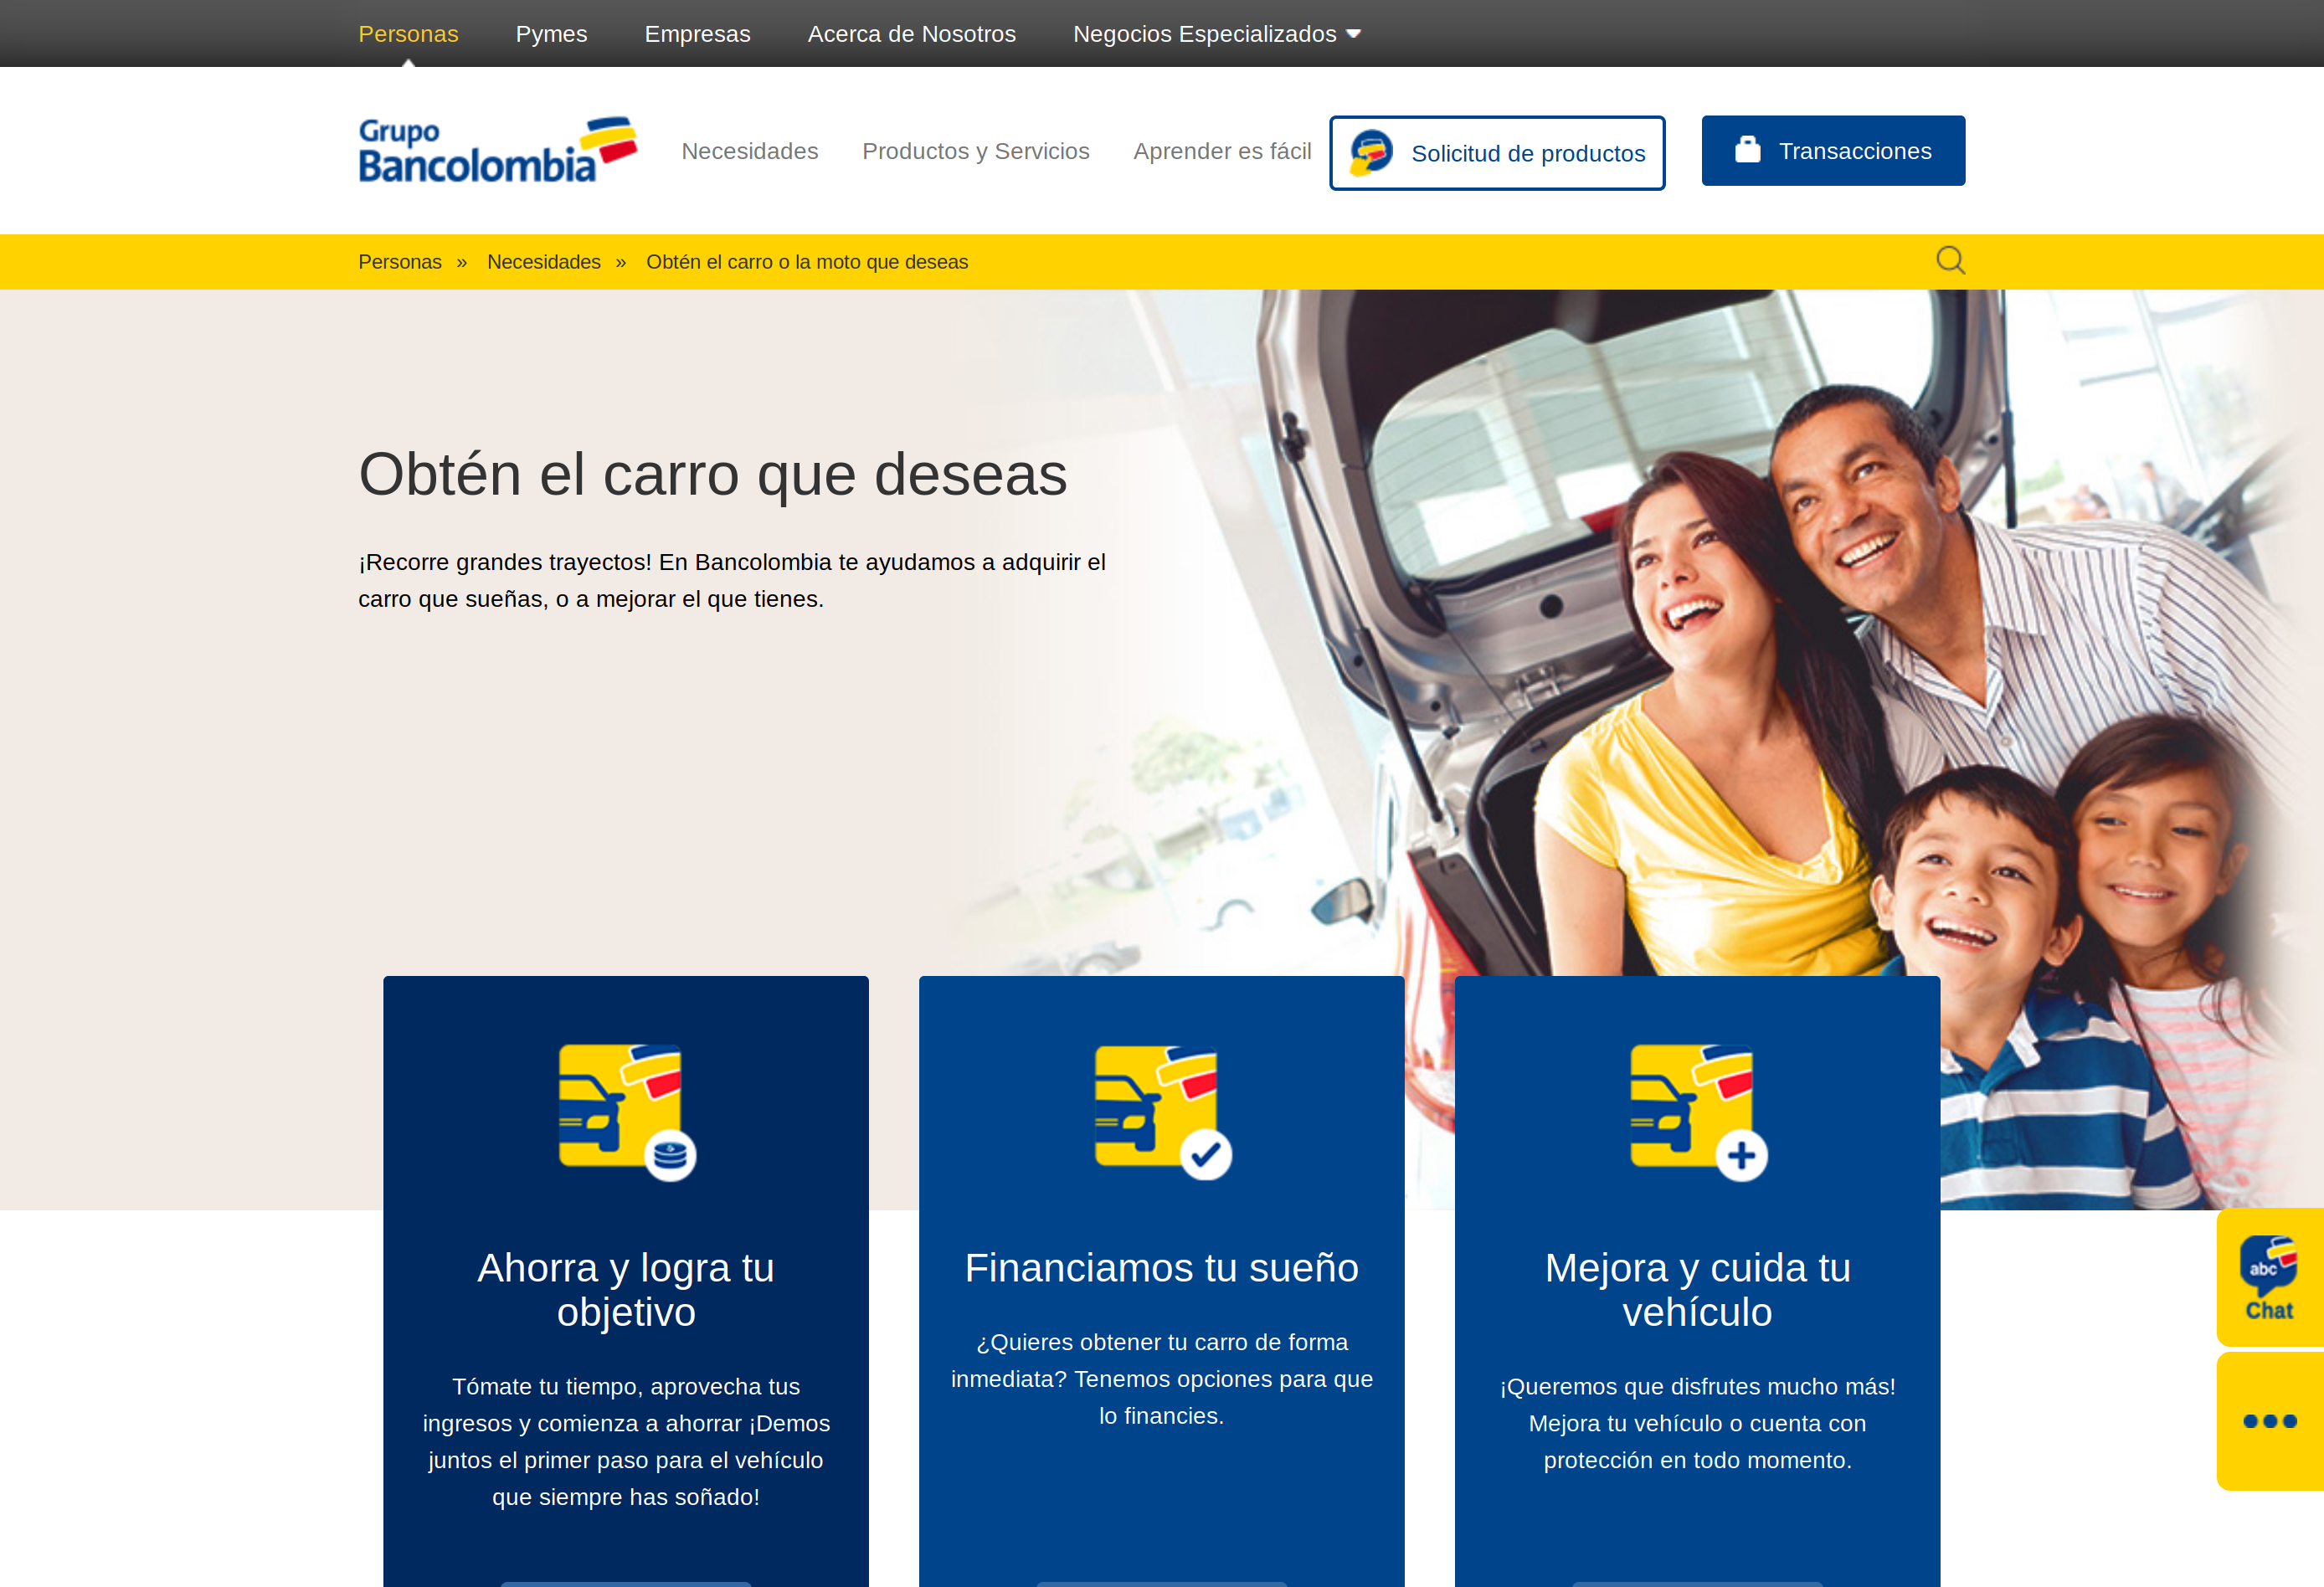 Personas Pymes Empresas Acerca de Nosotros Negocios Especializados
Grupo
Bancolombia
Necesidades Productos y Servicios Aprender es fácil Solicitud de productos Transacciones
Personas » Necesidades » Obtén el carro o la moto que deseas
Obtén el carro que deseas
¡Recorre grandes trayectos! En Bancolombia te ayudamos a adquirir el
carro que sueñas, o a mejorar el que tienes.
Ahorra y logra tu
objetivo
Tómate tu tiempo, aprovecha tus
ingresos y comienza a ahorrar ¡Demos
juntos el primer paso para el vehículo
que siempre has soñado!
Financiamos tu sueño
¿Quieres obtener tu carro de forma
inmediata? Tenemos opciones para que
lo financies.
Mejora y cuida tu
vehículo
¡Queremos que disfrutes mucho más!
Mejora tu vehículo o cuenta con
protección en todo momento.
abc
Chat